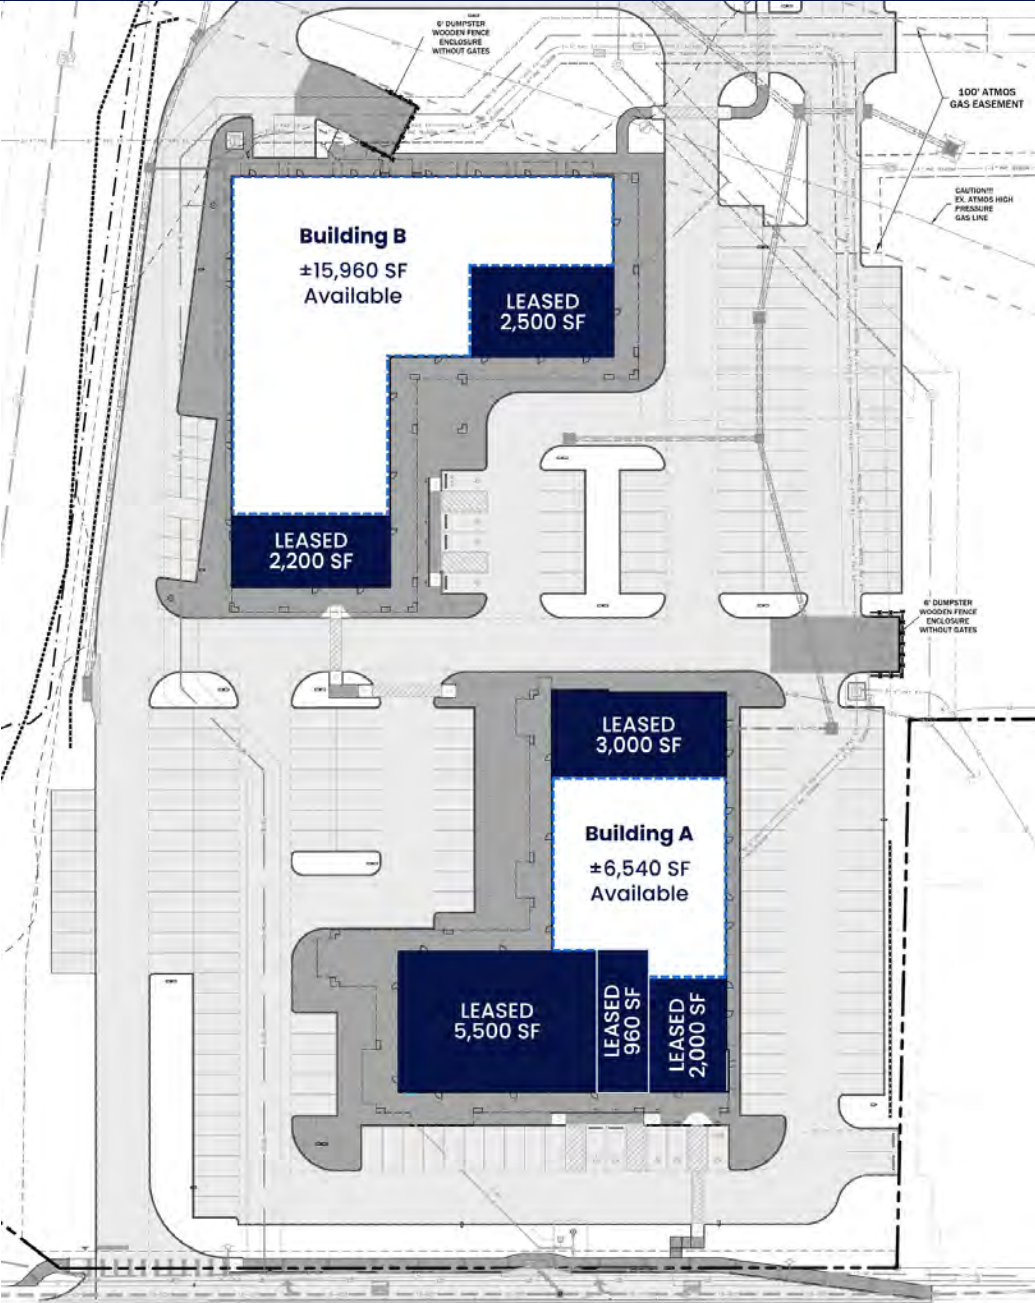 6' DUMPSTER
WOODEN FENCE
ENCLOSURE
WITHOUT GATES
100' ATMOS
GAS EASEMENT
CAUTION!!!
EX. ATMOS HIGH
PRESSURE
GAS LINE
Building B
±15,960 SF
Available
LEASED
2,500 SF
LEASED
2,200 SF
6' DUMPSTER
WOODEN FENCE
ENCLOSURE
WITHOUT GATES
LEASED
3,000 SF
Building A
±6,540 SF
Available
LEASED
5,500 SF
LEASED
960 SF
LEASED
2,000 SF